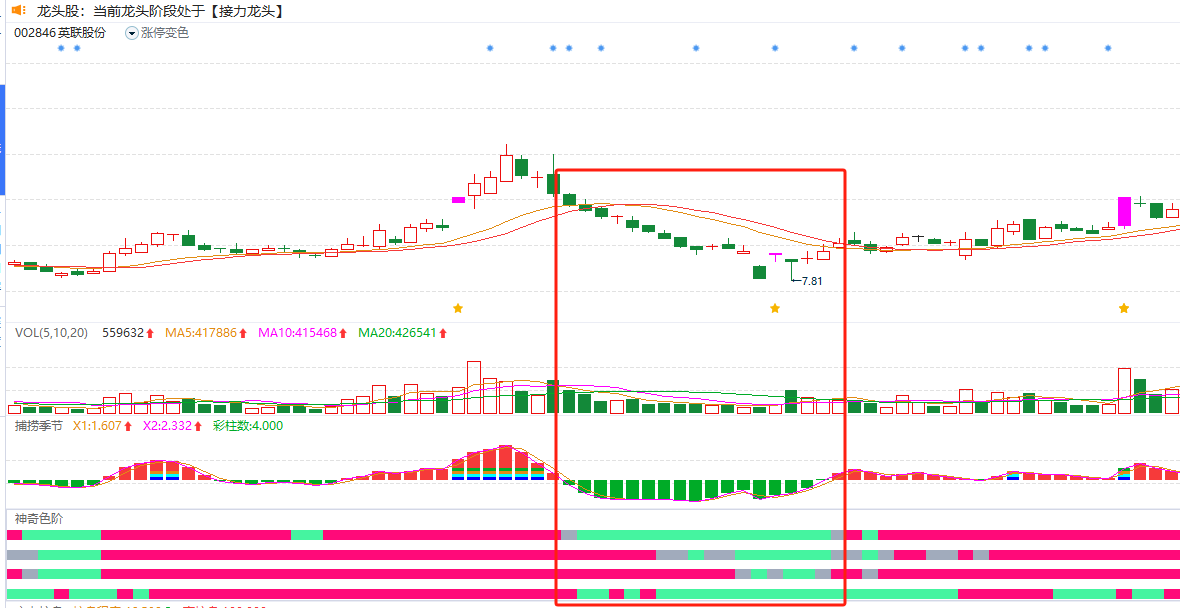 龙头股：当前龙头阶段处于【接力龙头】
002846 英联股份 涨停变色
←7.81
VOL(5,10,20) 559632 MA5:417886 MA10:415468 MA20:426541
捕捞季节 X1:1.607 X2:2.332 彩柱数:4.000
神奇色阶